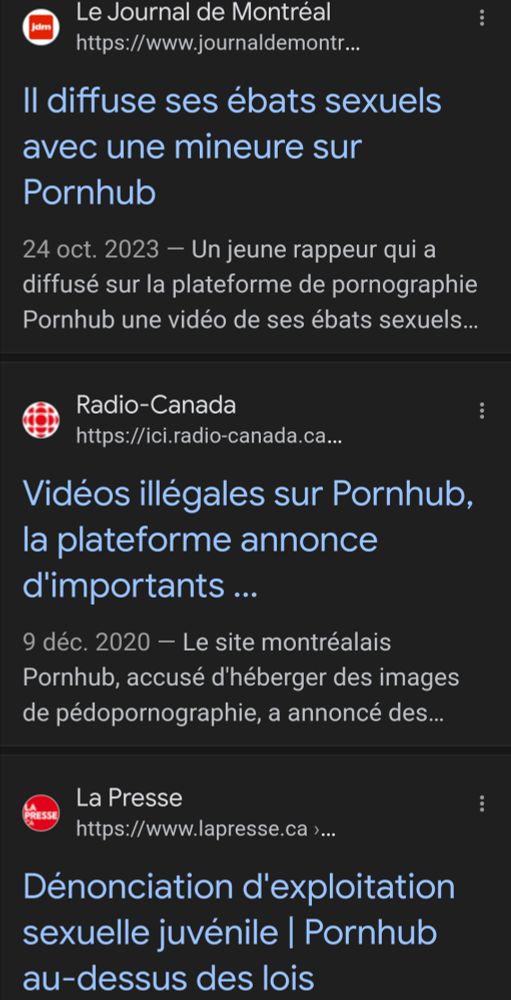 Le Journal de Montréal
jdm
https://www.journaldemontr...
Il diffuse ses ébats sexuels
avec une mineure sur
Pornhub
24 oct. 2023 — Un jeune rappeur qui a
diffusé sur la plateforme de pornographie
Pornhub une vidéo de ses ébats sexuels...
Radio-Canada
https://ici.radio-canada.ca...
Vidéos illégales sur Pornhub,
la plateforme annonce
d'importants ...
9 déc. 2020 — Le site montréalais
Pornhub, accusé d'héberger des images
de pédopornographie, a annoncé des...
La Presse
LA
PRESSE
.CA
https://www.lapresse.ca ›...
Dénonciation d'exploitation
sexuelle juvénile | Pornhub
au-dessus des lois